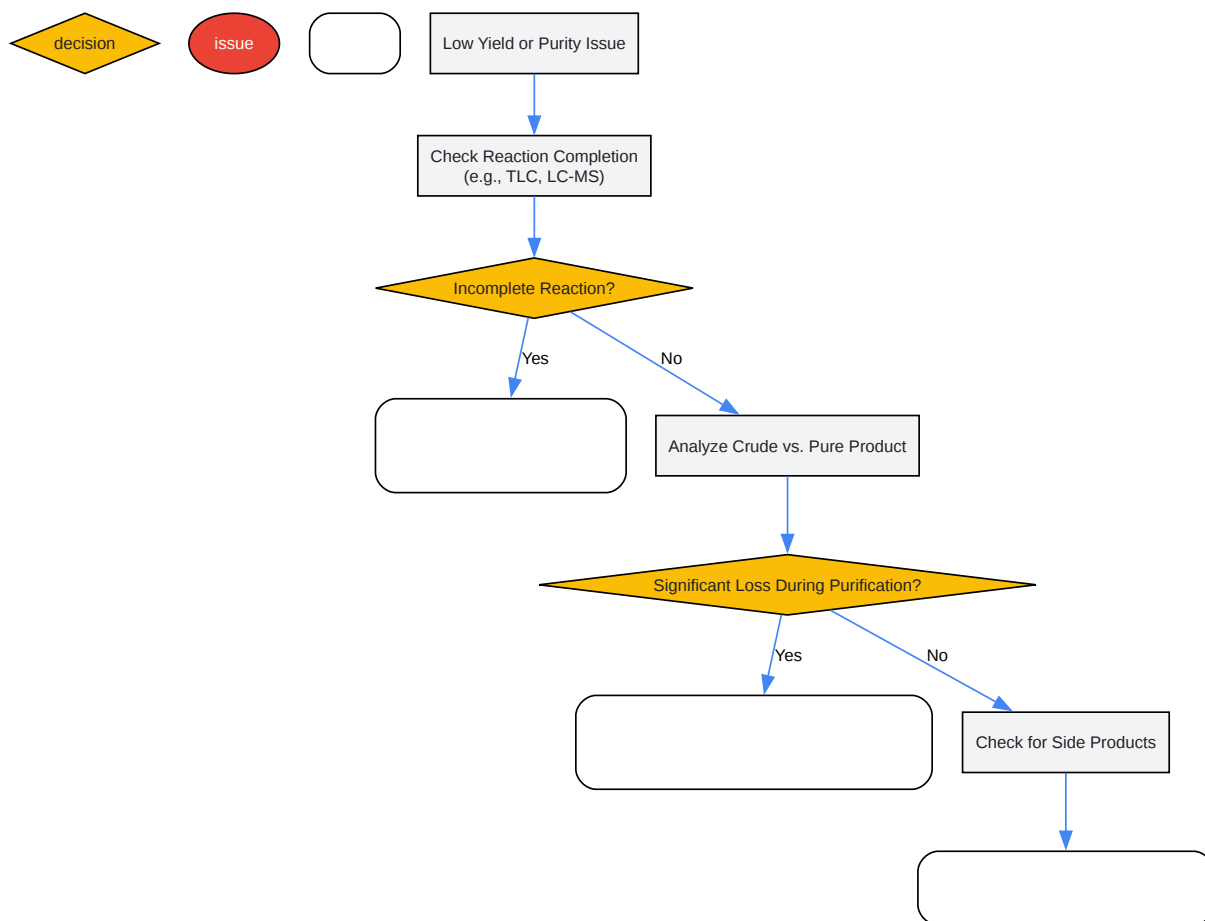 decision
issue
Low Yield or Purity Issue
Check Reaction Completion
(e.g., TLC, LC-MS)
Incomplete Reaction?
Yes
No
Analyze Crude vs. Pure Product
Significant Loss During Purification?
Yes
No
Check for Side Products